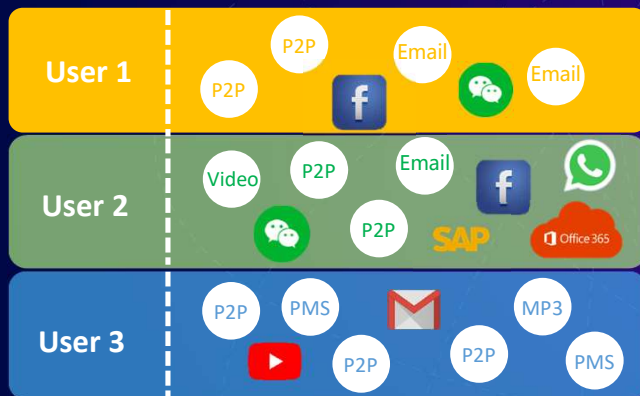 User 1
P2P
P2P
Email
Email
f
User 2
Video
P2P
Email
f
P2P
SAP
Office 365
User 3
P2P
PMS
MP3
P2P
P2P
PMS